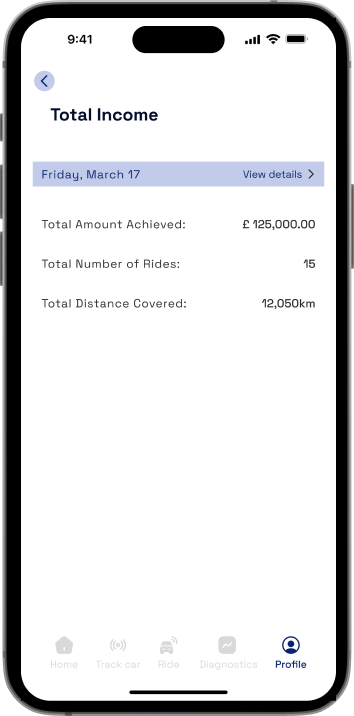 9:41
Total Income
Friday, March 17 View details
Total Amount Achieved: £ 125,000.00
Total Number of Rides: 15
Total Distance Covered: 12,050km
Home Track car Ride Diagnostics Profile